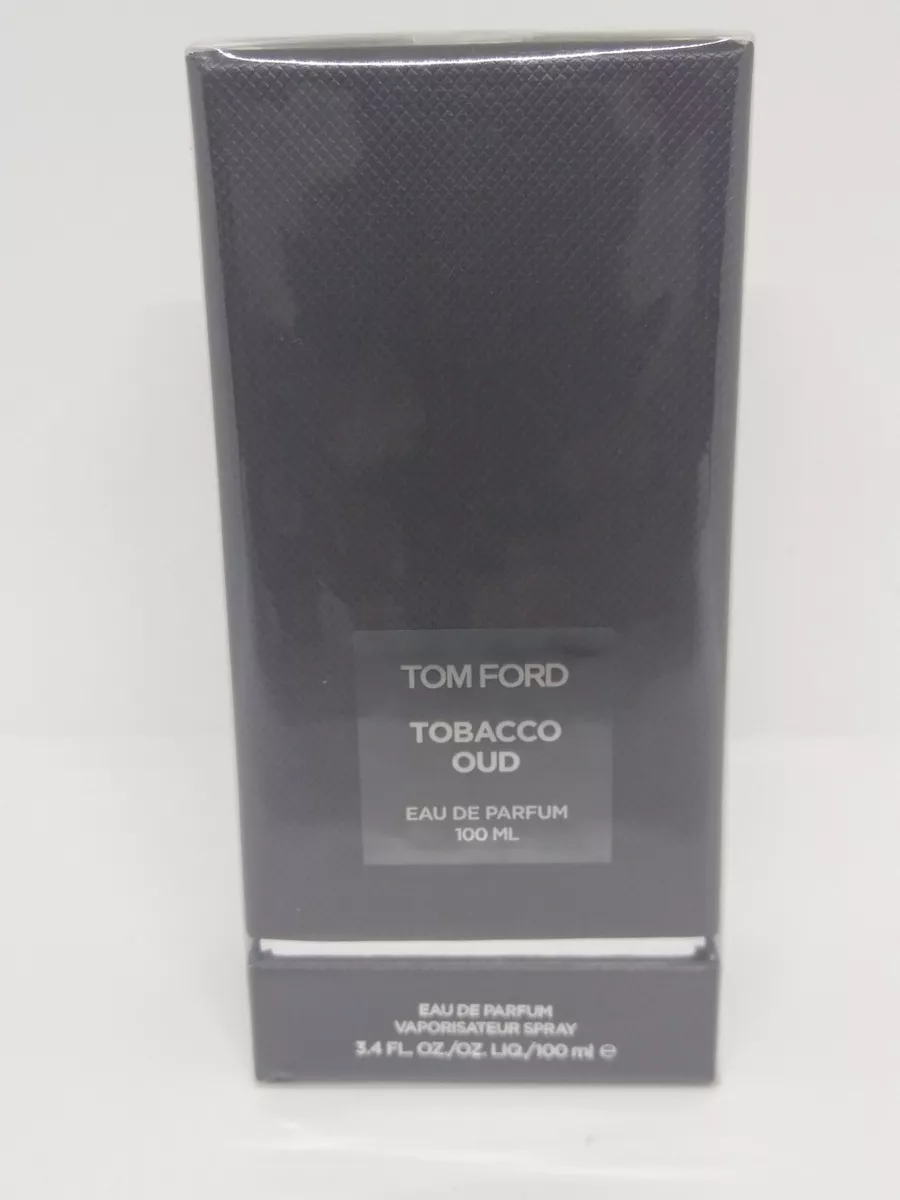 TOM FORD
TOBACCO
OUD
EAU DE PARFUM
100 ML
EAU DE PARFUM
VAPORISATEUR SPRAY
3.4 FL. OZ./OZ. LIQ./100 ml ℮